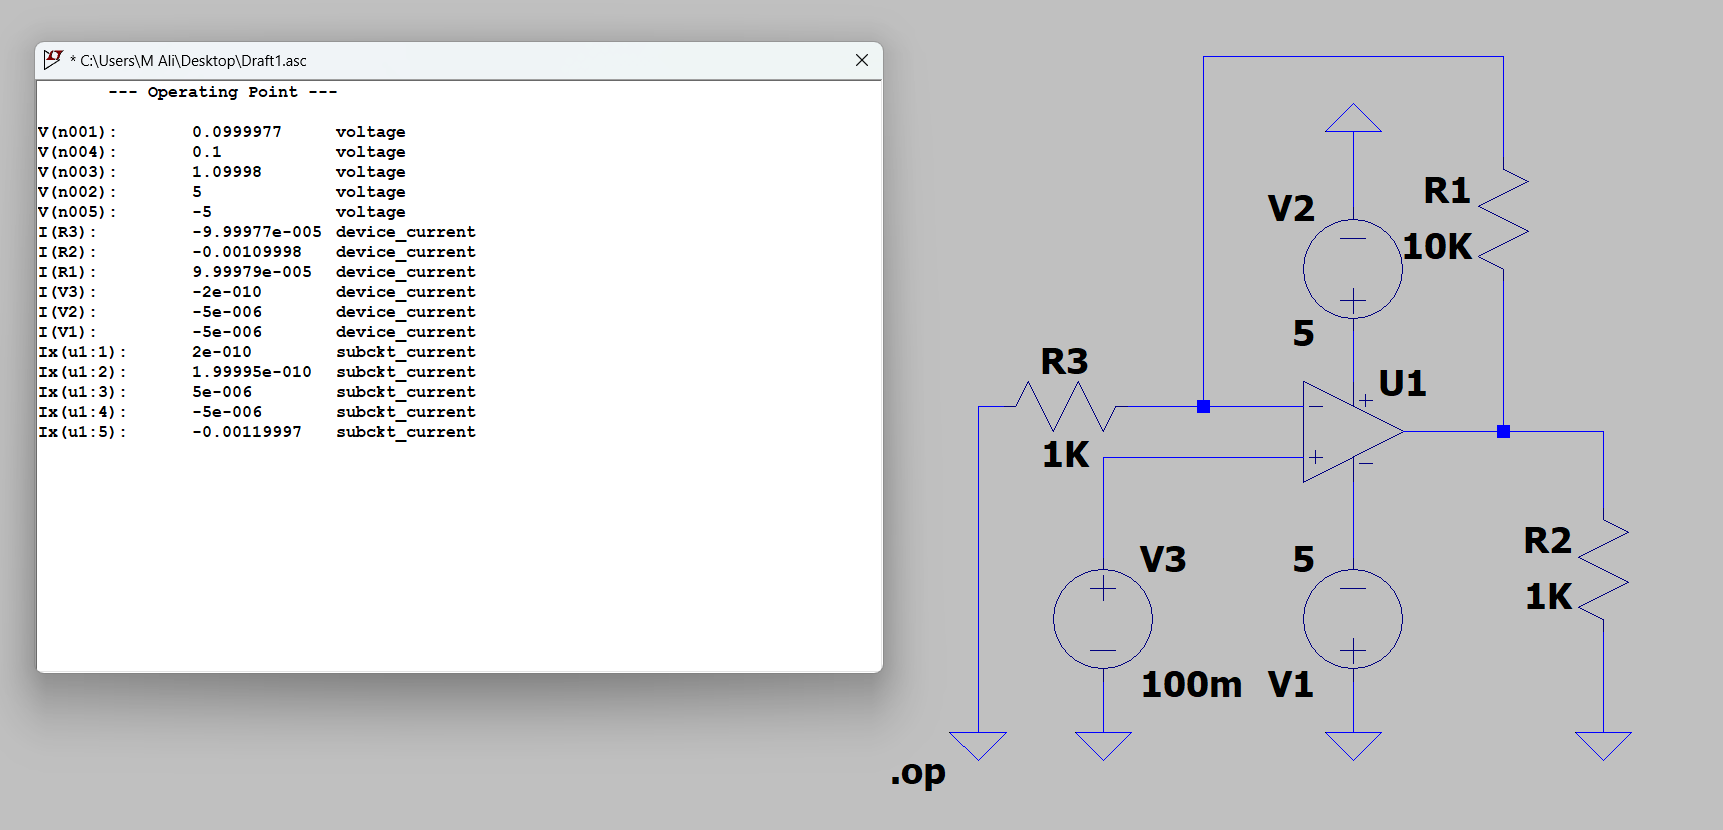 * C:\Users\M Ali\Desktop\Draft1.asc
--- Operating Point ---
V(n001): 0.0999977 voltage
V(n004): 0.1 voltage
V(n003): 1.09998 voltage
V(n002): 5 voltage
V(n005): -5 voltage
I(R3): -9.99977e-005 device_current
I(R2): -0.00109998 device_current
I(R1): 9.99979e-005 device_current
I(V3): -2e-010 device_current
I(V2): -5e-006 device_current
I(V1): -5e-006 device_current
Ix(u1:1): 2e-010 subckt_current
Ix(u1:2): 1.99995e-010 subckt_current
Ix(u1:3): 5e-006 subckt_current
Ix(u1:4): -5e-006 subckt_current
Ix(u1:5): -0.00119997 subckt_current
R1
10K
V2
5
R3
1K
U1
V3
100m
5
V1
R2
1K
.op